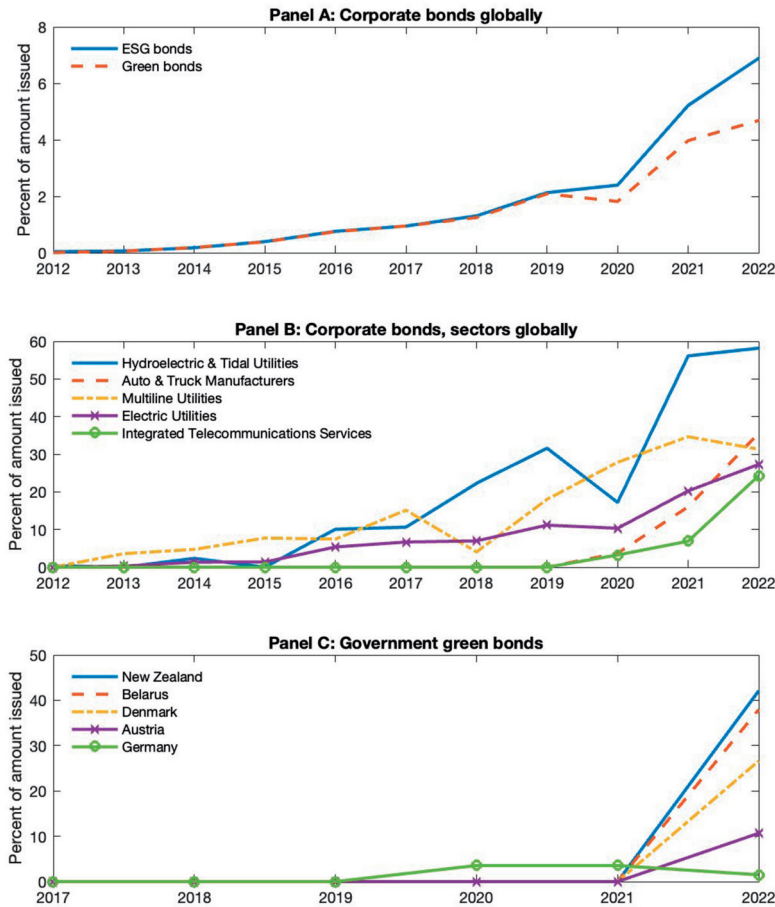 Panel A: Corporate bonds globally
Percent of amount issued
8
6
4
2
0
ESG bonds
Green bonds
2012 2013 2014 2015 2016 2017 2018 2019 2020 2021 2022
Panel B: Corporate bonds, sectors globally
Percent of amount issued
60
50
40
30
20
10
0
Hydroelectric & Tidal Utilities
Auto & Truck Manufacturers
Multiline Utilities
Electric Utilities
Integrated Telecommunications Services
2012 2013 2014 2015 2016 2017 2018 2019 2020 2021 2022
Panel C: Government green bonds
Percent of amount issued
50
40
30
20
10
0
New Zealand
Belarus
Denmark
Austria
Germany
2017 2018 2019 2020 2021 2022